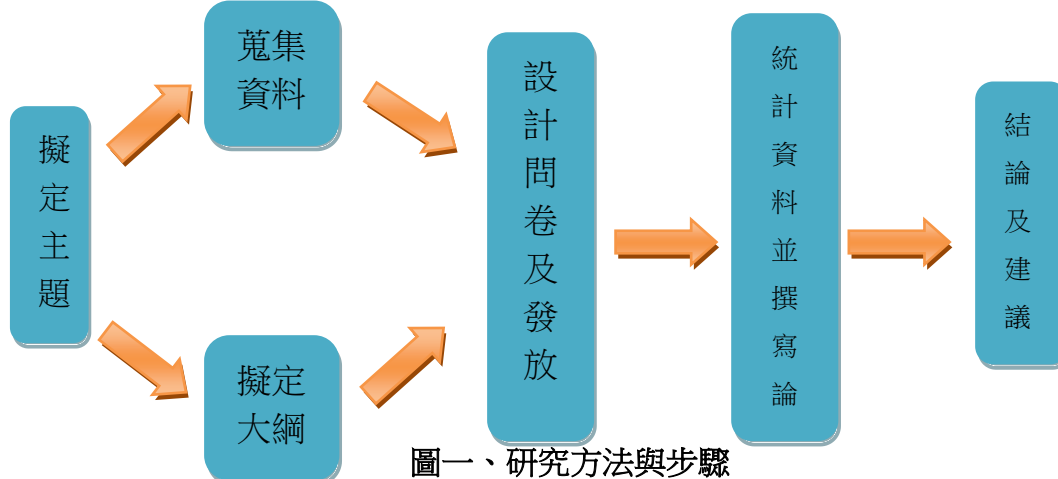 擬定主題
蒐集
資料
擬定
大綱
設計問卷及發放
統計資料並撰寫論
結論及建議
圖一、研究方法與步驟